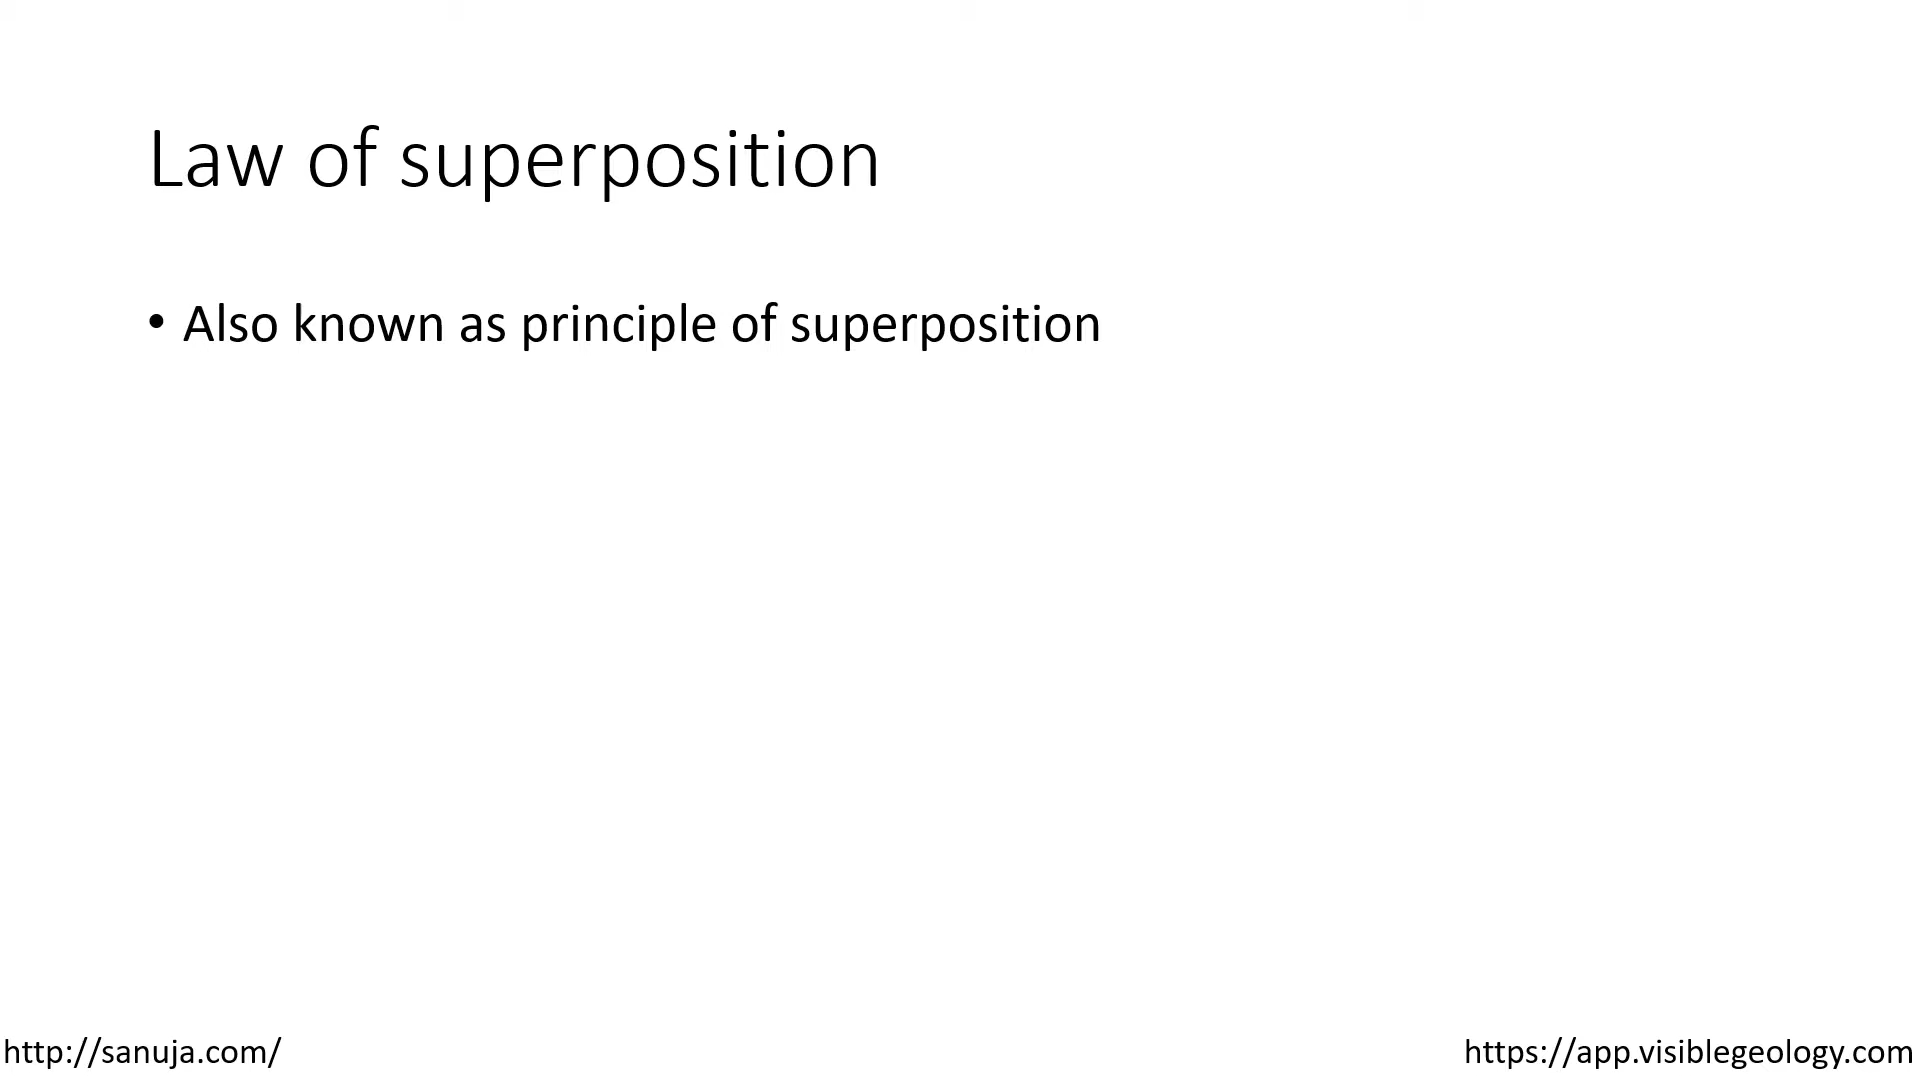 Law of superposition
• Also known as principle of superposition
http://sanuja.com/
https://app.visiblegeology.com